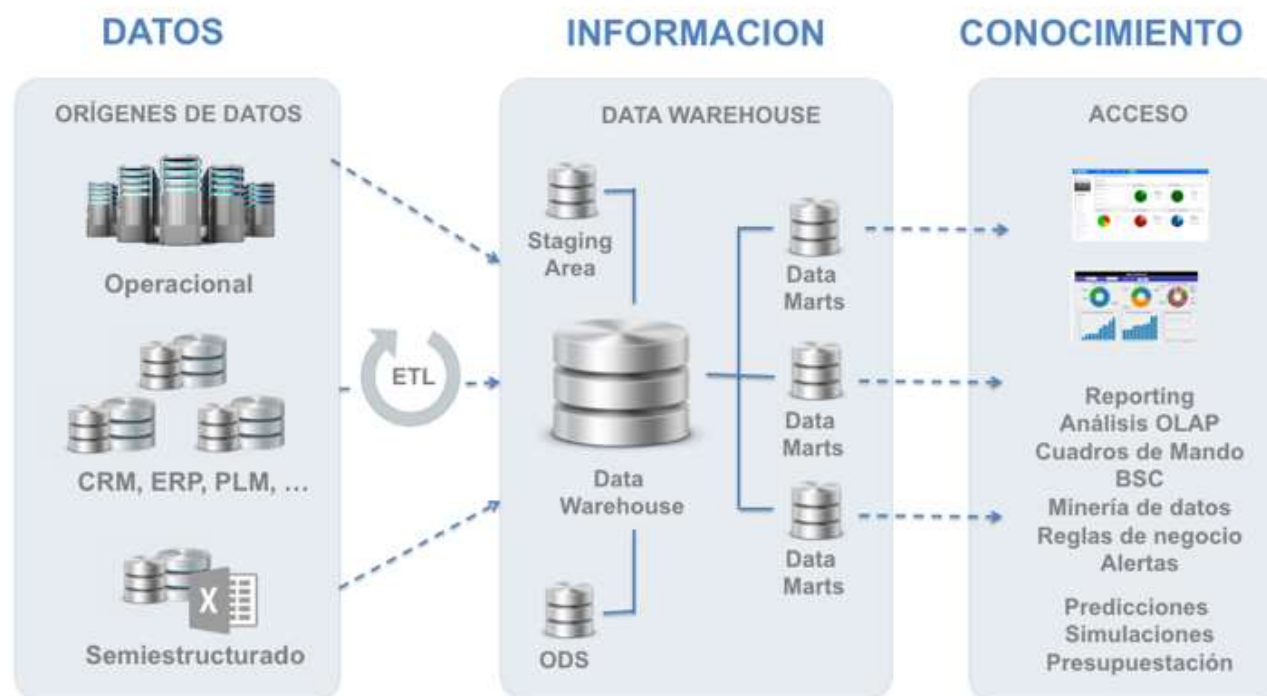 DATOS
INFORMACION
CONOCIMIENTO
ORÍGENES DE DATOS
Operacional
CRM, ERP, PLM, ...
X
Semiestructurado
ETL
DATA WAREHOUSE
Staging
Area
Data
Warehouse
ODS
Data
Marts
Data
Marts
Data
Marts
ACCESO
Reporting
Análisis OLAP
Cuadros de Mando
BSC
Minería de datos
Reglas de negocio
Alertas
Predicciones
Simulaciones
Presupuestación